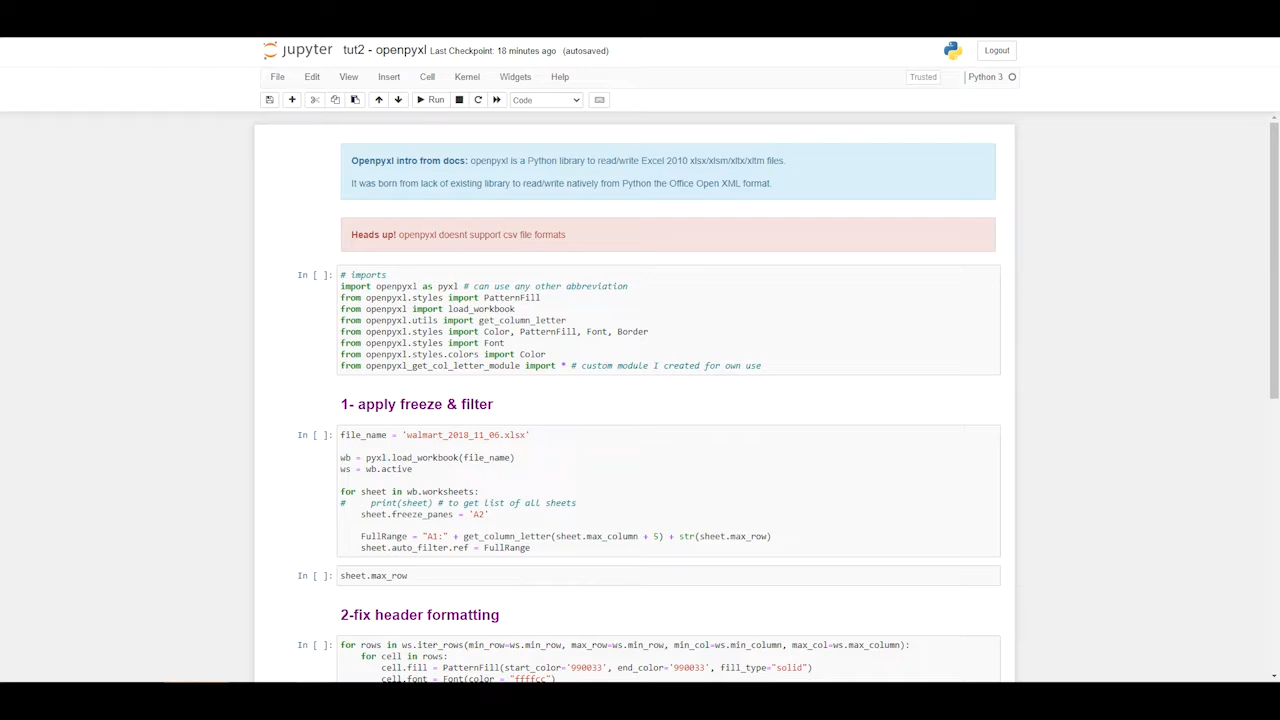 jupyter tut2 - openpyxl Last Checkpoint: 18 minutes ago (autosaved)
Logout
File Edit View Insert Cell Kernel Widgets Help
Trusted Python 3
Run Code
Openpyxl intro from docs: openpyxl is a Python library to read/write Excel 2010 xlsx/xlsm/xltx/xltm files.
It was born from lack of existing library to read/write natively from Python the Office Open XML format.
Heads up! openpyxl doesnt support csv file formats
In [ ]: # imports
import openpyxl as pyxl # can use any other abbreviation
from openpyxl.styles import PatternFill
from openpyxl import load_workbook
from openpyxl.utils import get_column_letter
from openpyxl.styles import Color, PatternFill, Font, Border
from openpyxl.styles import Font
from openpyxl.styles.colors import Color
from openpyxl_get_col_letter_module import * # custom module I created for own use
1- apply freeze & filter
In [ ]: file_name = 'walmart_2018_11_06.xlsx'
wb = pyxl.load_workbook(file_name)
ws = wb.active
for sheet in wb.worksheets:
#     print(sheet) # to get list of all sheets
    sheet.freeze_panes = 'A2'
    FullRange = "A1:" + get_column_letter(sheet.max_column + 5) + str(sheet.max_row)
    sheet.auto_filter.ref = FullRange
In [ ]: sheet.max_row
2-fix header formatting
In [ ]: for rows in ws.iter_rows(min_row=ws.min_row, max_row=ws.min_row, min_col=ws.min_column, max_col=ws.max_column):
    for cell in rows:
        cell.fill = PatternFill(start_color='990033', end_color='990033', fill_type="solid")
        cell.font = Font(color = "ffffcc")